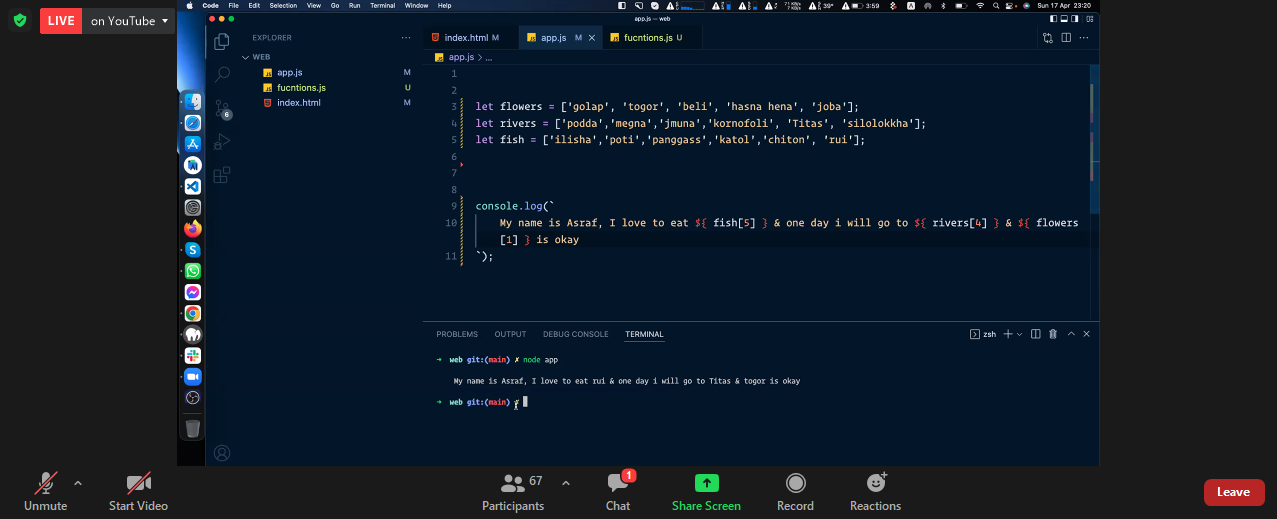 LIVE on YouTube
Code File Edit Selection View Go Run Terminal Window Help
39° 3:59 Sun 17 Apr 23:20
app.js — web
EXPLORER
index.html M app.js M fucntions.js U
WEB
app.js > ...
app.js M
fucntions.js U
index.html M
6
1
2
3 let flowers = ['golap', 'togor', 'beli', 'hasna hena', 'joba'];
4 let rivers = ['podda','megna','jmuna','kornofoli', 'Titas', 'silolokkha'];
5 let fish = ['ilisha','poti','panggass','katol','chiton', 'rui'];
6
7
8
9 console.log(`
10 My name is Asraf, I love to eat ${ fish[5] } & one day i will go to ${ rivers[4] } & ${ flowers
[1] } is okay
11 `);
PROBLEMS OUTPUT DEBUG CONSOLE TERMINAL zsh
→ web git:(main) ✗ node app
My name is Asraf, I love to eat rui & one day i will go to Titas & togor is okay
→ web git:(main) ✗
Unmute Start Video Participants 67 Chat 1 Share Screen Record Reactions Leave